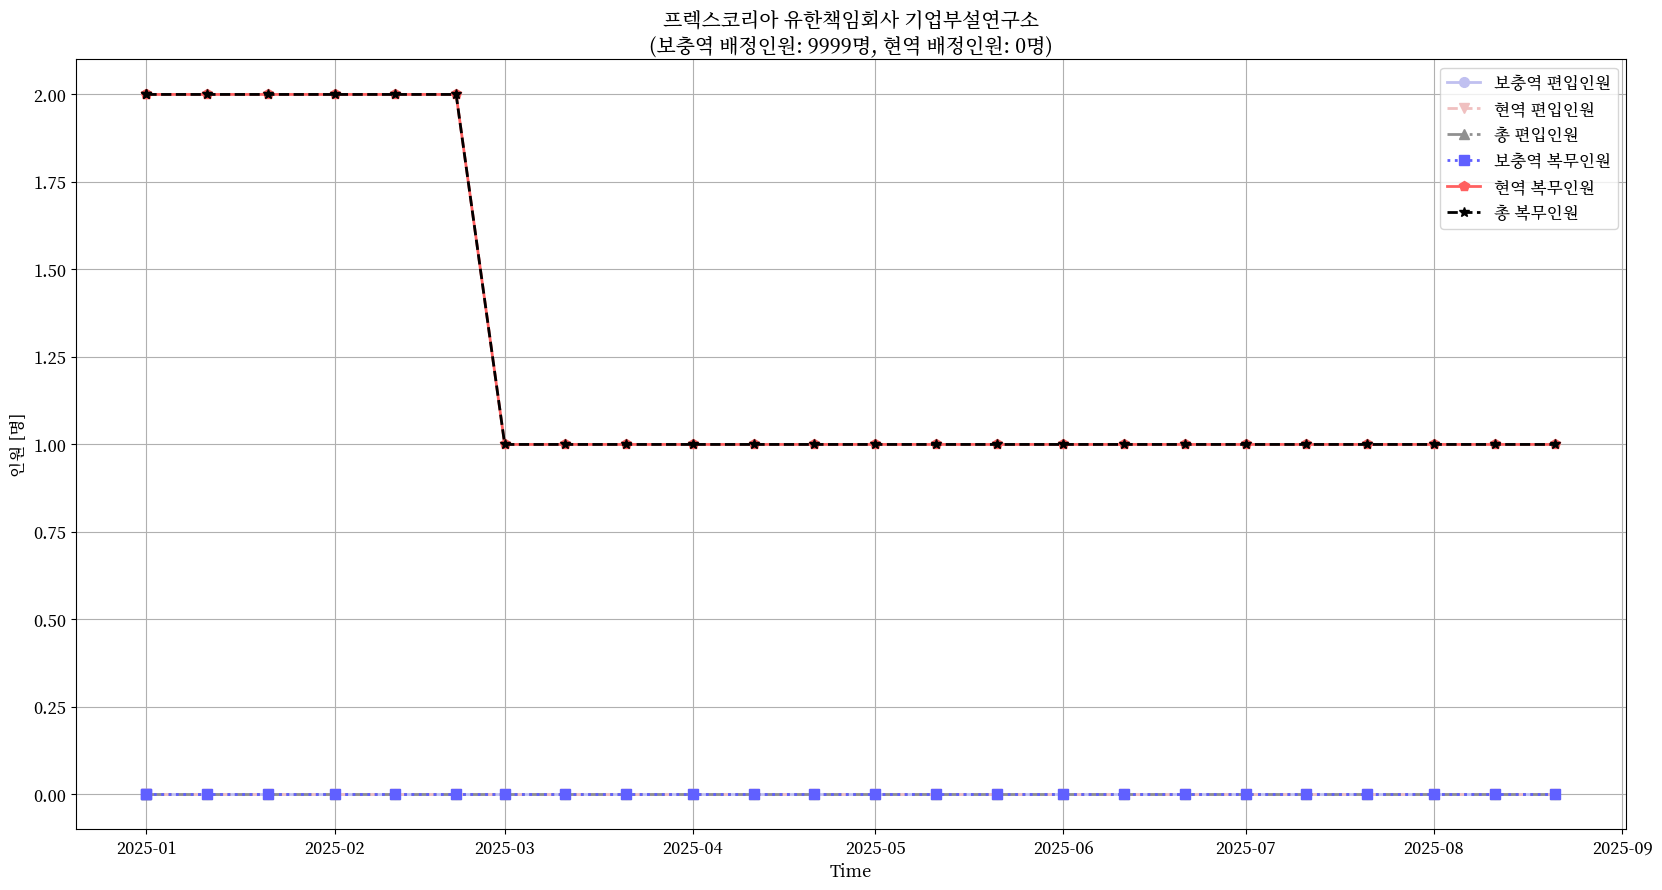 프렉스코리아 유한책임회사 기업부설연구소
(보충역 배정인원: 9999명, 현역 배정인원: 0명)
보충역 편입인원
현역 편입인원
총 편입인원
보충역 복무인원
현역 복무인원
총 복무인원
인원 [명]
2.00
1.75
1.50
1.25
1.00
0.75
0.50
0.25
0.00
2025-01
2025-02
2025-03
2025-04
2025-05
2025-06
2025-07
2025-08
2025-09
Time